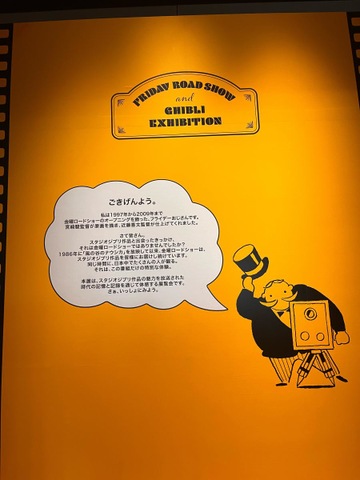 FRIDAY ROAD SHOW
and
GHIBLI
EXHIBITION
ごきげんよう。
私は1997年から2009年まで
金曜ロードショーのオープニングを飾った、フライデーおじさんです。
宮﨑駿監督が原画を描き、近藤喜文監督が仕上げてくれました。
さて皆さん。
スタジオジブリ作品と出会ったきっかけ、
それは金曜ロードショーではありませんでしたか?
1986年に「風の谷のナウシカ」を放映して以来、金曜ロードショーは、
スタジオジブリ作品を皆様にお届けし続けています。
同じ時間に、日本中でたくさんの人が観る。
それは、この番組だけの特別な体験。
本展は、スタジオジブリ作品の魅力を放送された
時代の記憶と記録を通じて体感する展覧会です。
さぁ、いっしょにみよう。